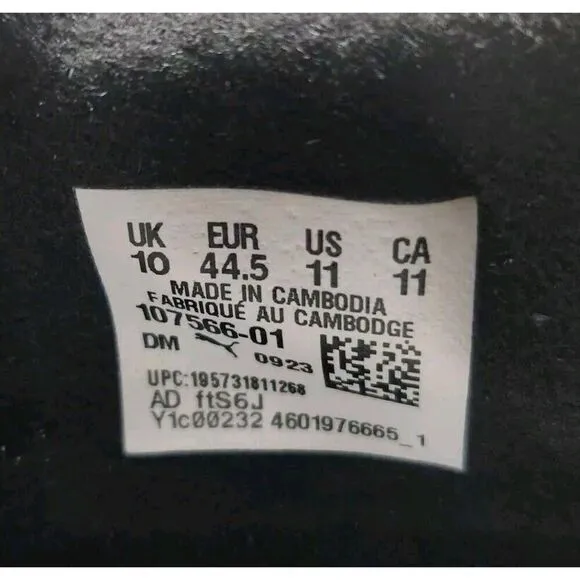 UK EUR US CA
10 44.5 11 11
MADE IN CAMBODIA
FABRIQUÉ AU CAMBODGE
107566-01
DM 0923
UPC:195731811268
AD ftS6J
Y1c00232 4601976665_1